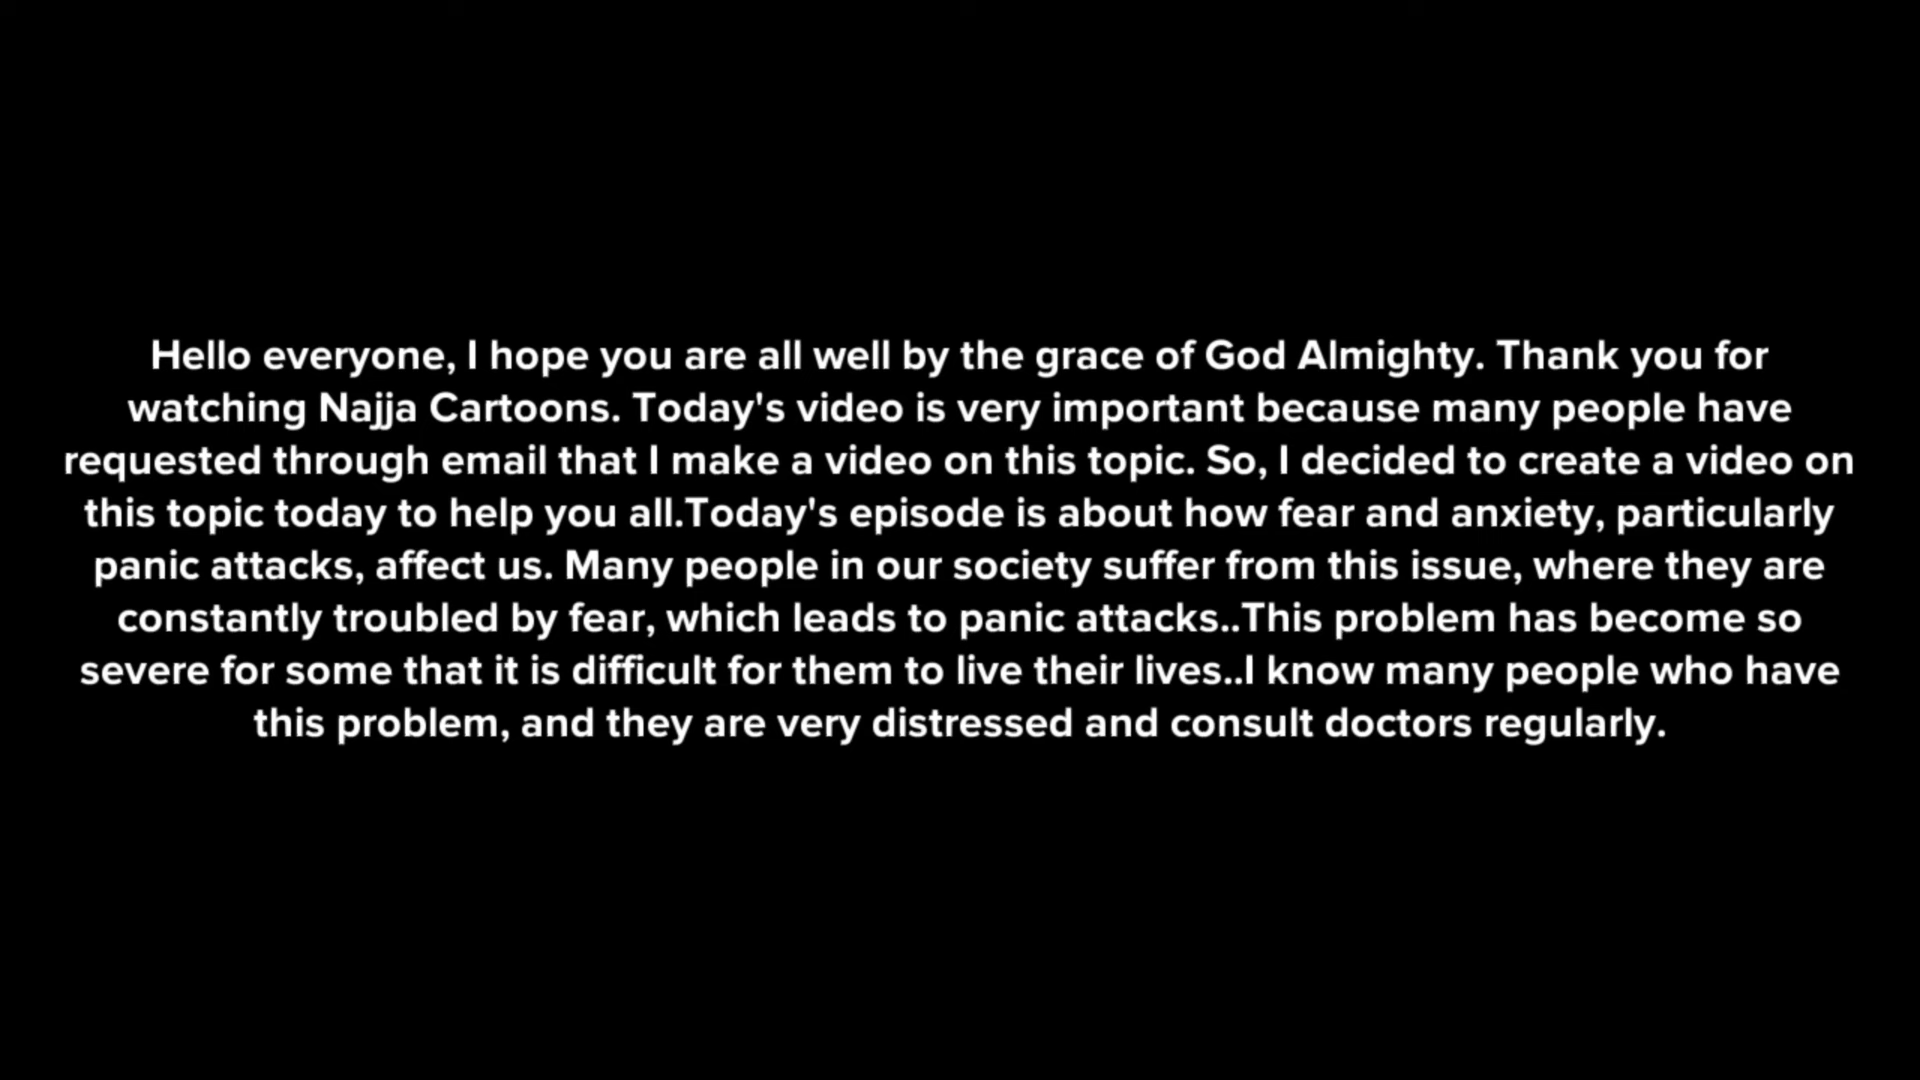 Hello everyone, I hope you are all well by the grace of God Almighty. Thank you for
watching Najja Cartoons. Today's video is very important because many people have
requested through email that I make a video on this topic. So, I decided to create a video on
this topic today to help you all.Today's episode is about how fear and anxiety, particularly
panic attacks, affect us. Many people in our society suffer from this issue, where they are
constantly troubled by fear, which leads to panic attacks..This problem has become so
severe for some that it is difficult for them to live their lives..I know many people who have
this problem, and they are very distressed and consult doctors regularly.